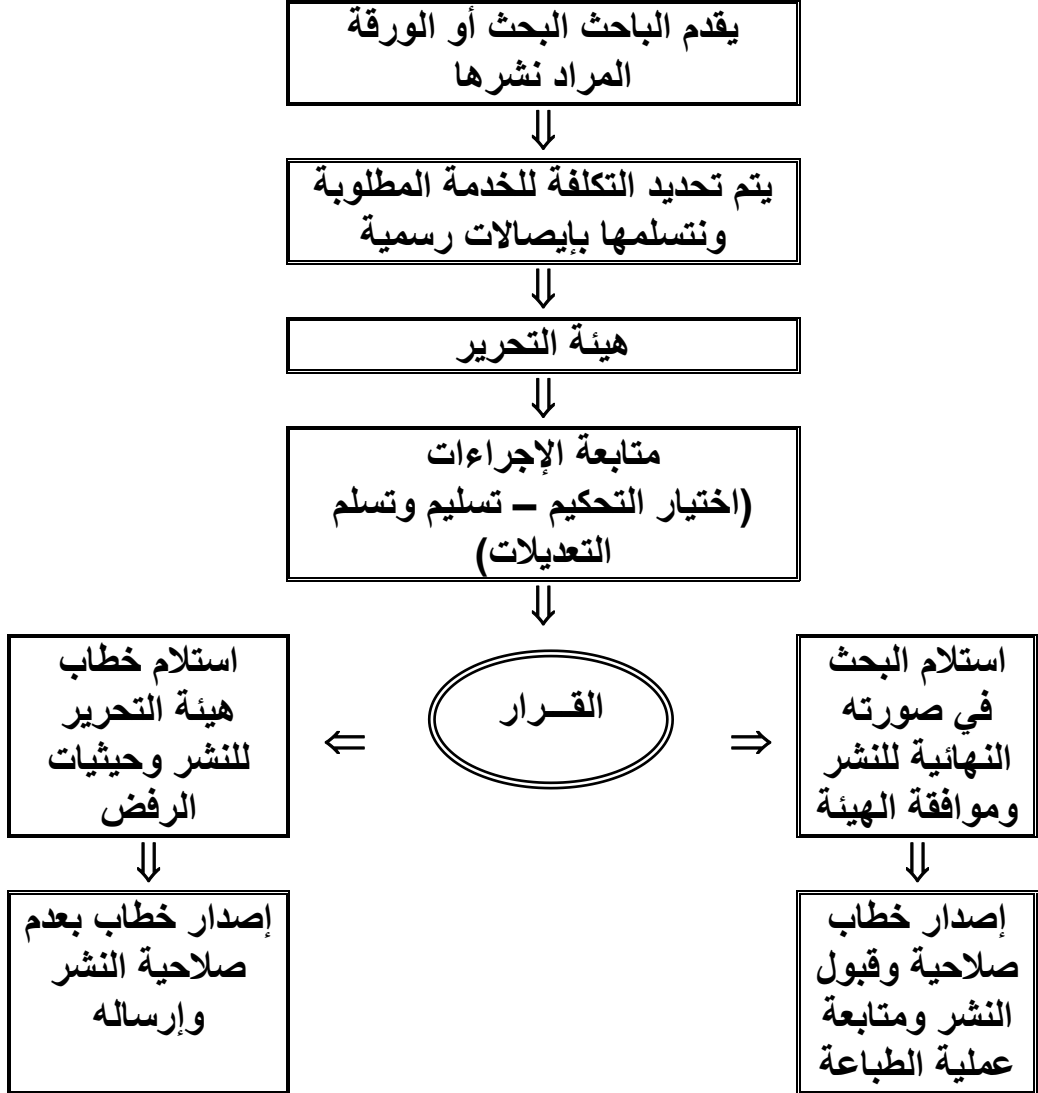 يقدم الباحث البحث أو الورقة
المراد نشرها
⇓
يتم تحديد التكلفة للخدمة المطلوبة
ونتسلمها بإيصالات رسمية
⇓
هيئة التحرير
⇓
متابعة الإجراءات
(اختيار التحكيم – تسليم وتسلم
التعديلات)
⇓
القـــرار
⇒
استلام البحث
في صورته
النهائية للنشر
وموافقة الهيئة
⇓
إصدار خطاب
صلاحية وقبول
النشر ومتابعة
عملية الطباعة
⇐
استلام خطاب
هيئة التحرير
للنشر وحيثيات
الرفض
⇓
إصدار خطاب بعدم
صلاحية النشر
وإرساله